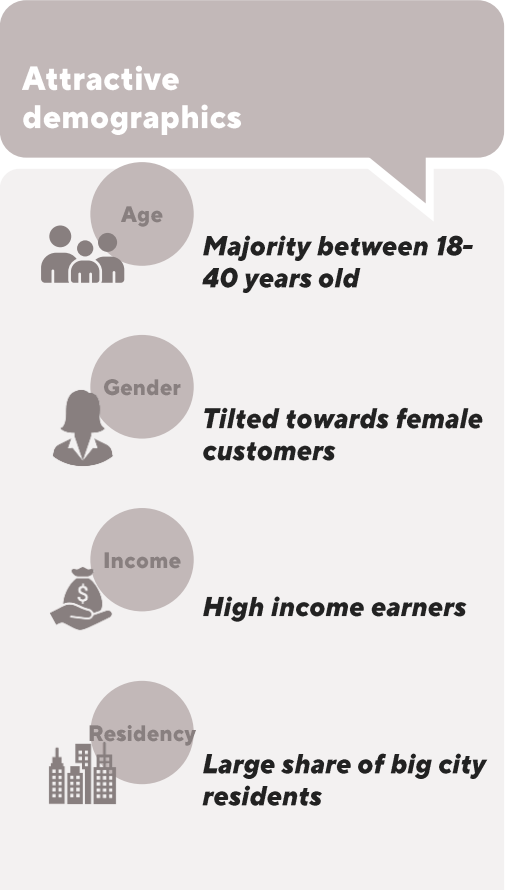 Attractive
demographics
Age
Majority between 18-
40 years old
Gender
Tilted towards female
customers
Income
$
High income earners
Residency
Large share of big city
residents